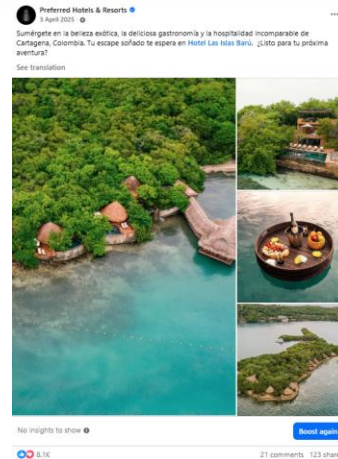 Preferred Hotels & Resorts
3 April 2025 ·
Sumérgete en la belleza exótica, la deliciosa gastronomía y la hospitalidad incomparable de
Cartagena, Colombia. Tu escape soñado te espera en Hotel Las Islas Barú. ¿Listo para tu próxima
aventura?
See translation
No insights to show
Boost again
8.1K
21 comments 123 share